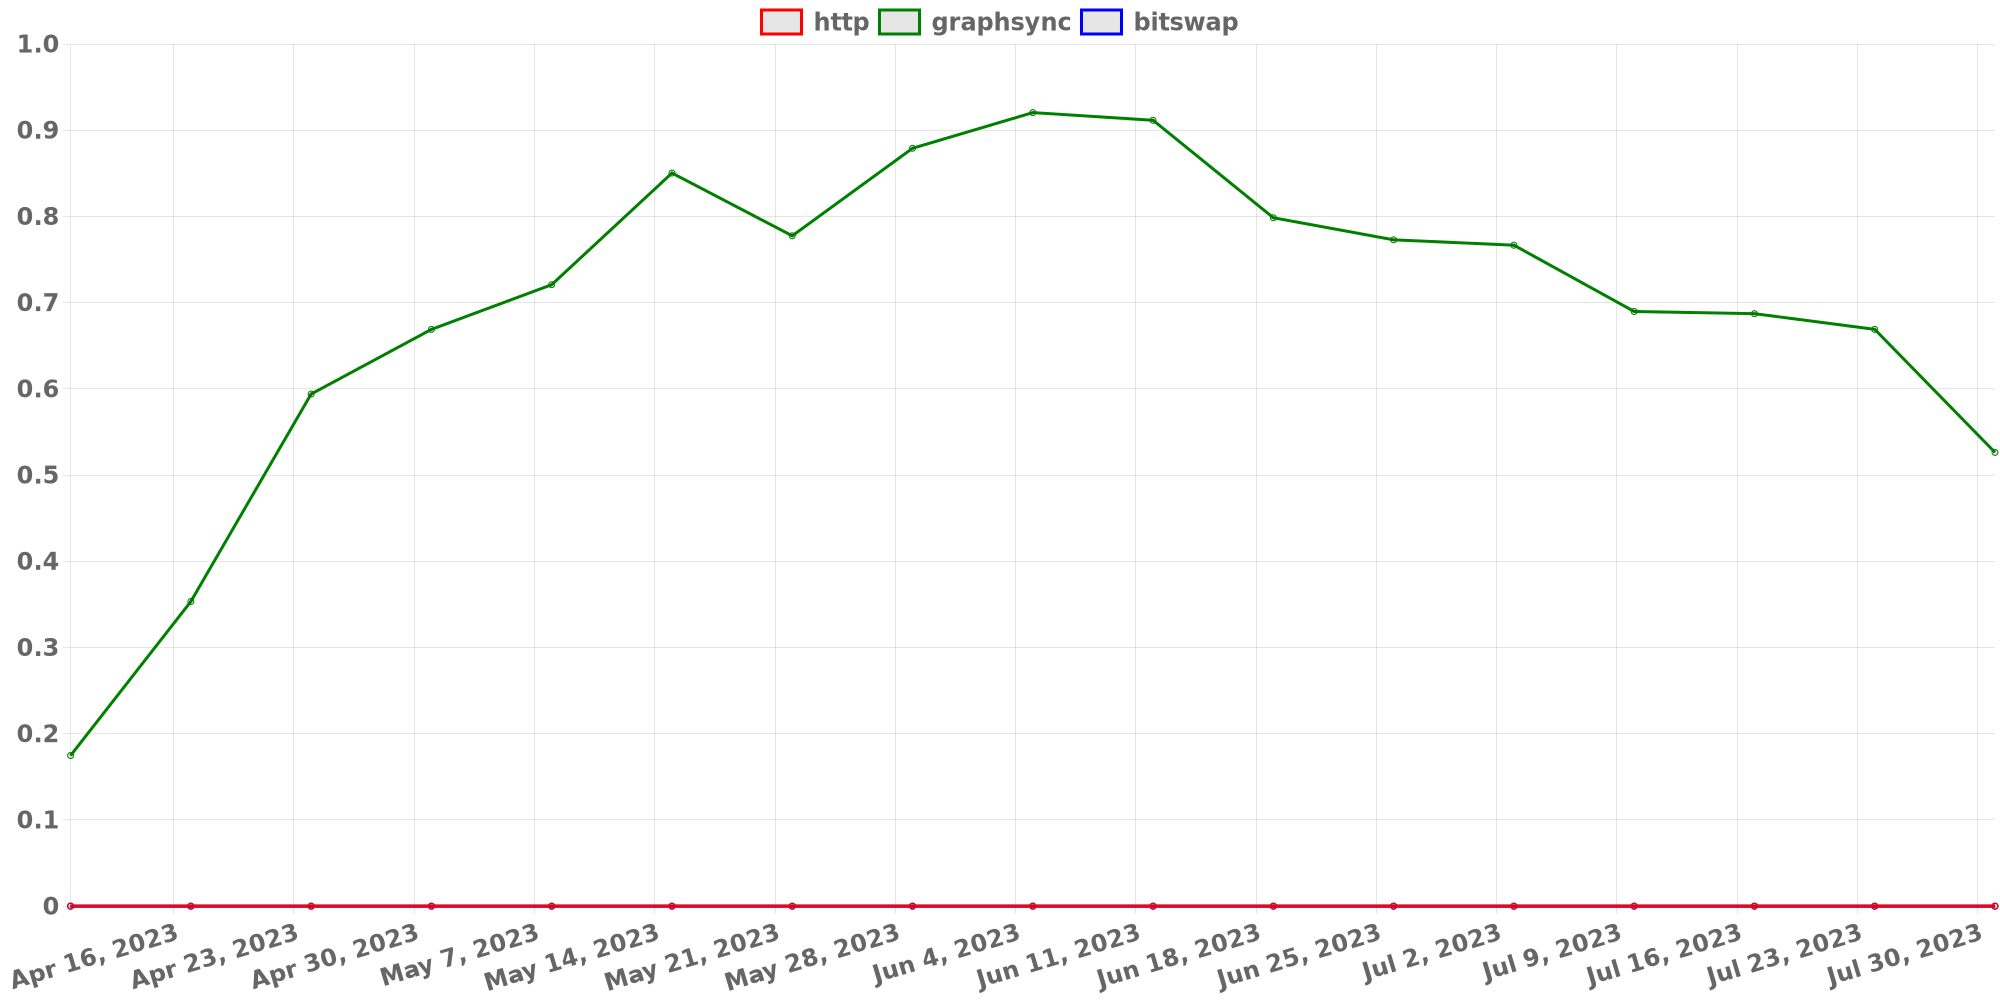 http graphsync bitswap
1.0
0.9
0.8
0.7
0.6
0.5
0.4
0.3
0.2
0.1
0
Apr 16, 2023
Apr 23, 2023
Apr 30, 2023
May 7, 2023
May 14, 2023
May 21, 2023
May 28, 2023
Jun 4, 2023
Jun 11, 2023
Jun 18, 2023
Jun 25, 2023
Jul 2, 2023
Jul 9, 2023
Jul 16, 2023
Jul 23, 2023
Jul 30, 2023